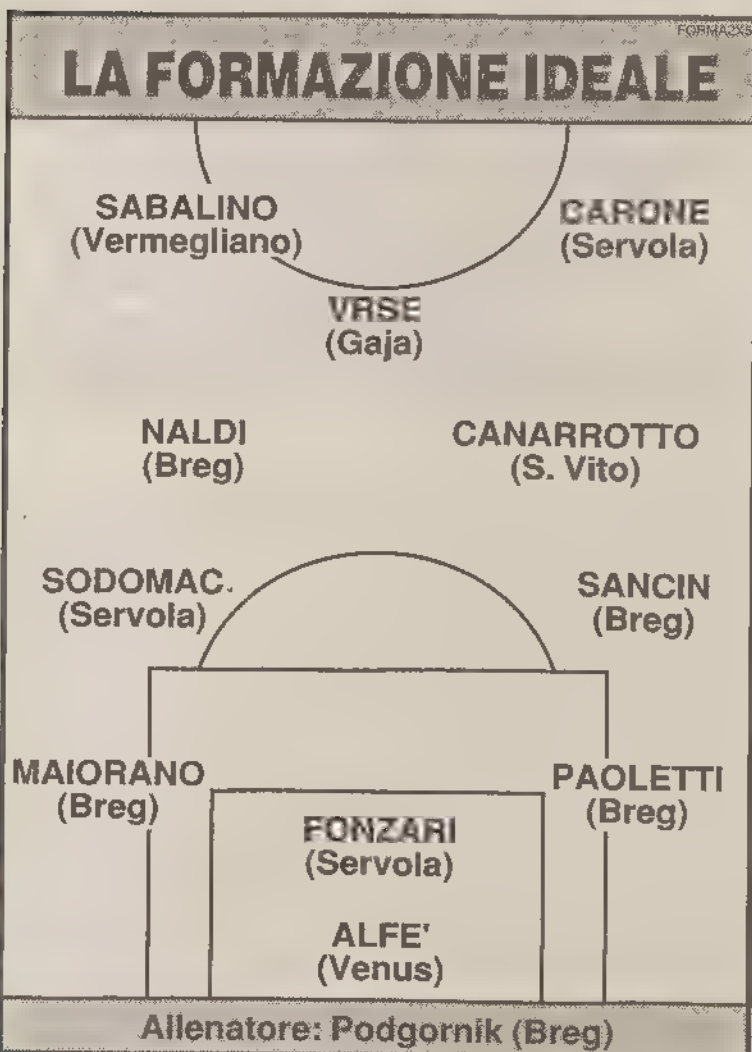 FORMA2X5
LA FORMAZIONE IDEALE
SABALINO
(Vermegliano)
CARONE
(Servola)
VRSE
(Gaja)
NALDI
(Breg)
CANARROTTO
(S. Vito)
SODOMAC.
(Servola)
SANCIN
(Breg)
MAIORANO
(Breg)
PAOLETTI
(Breg)
FONZARI
(Servola)
ALFE'
(Venus)
Allenatore: Podgornik (Breg)